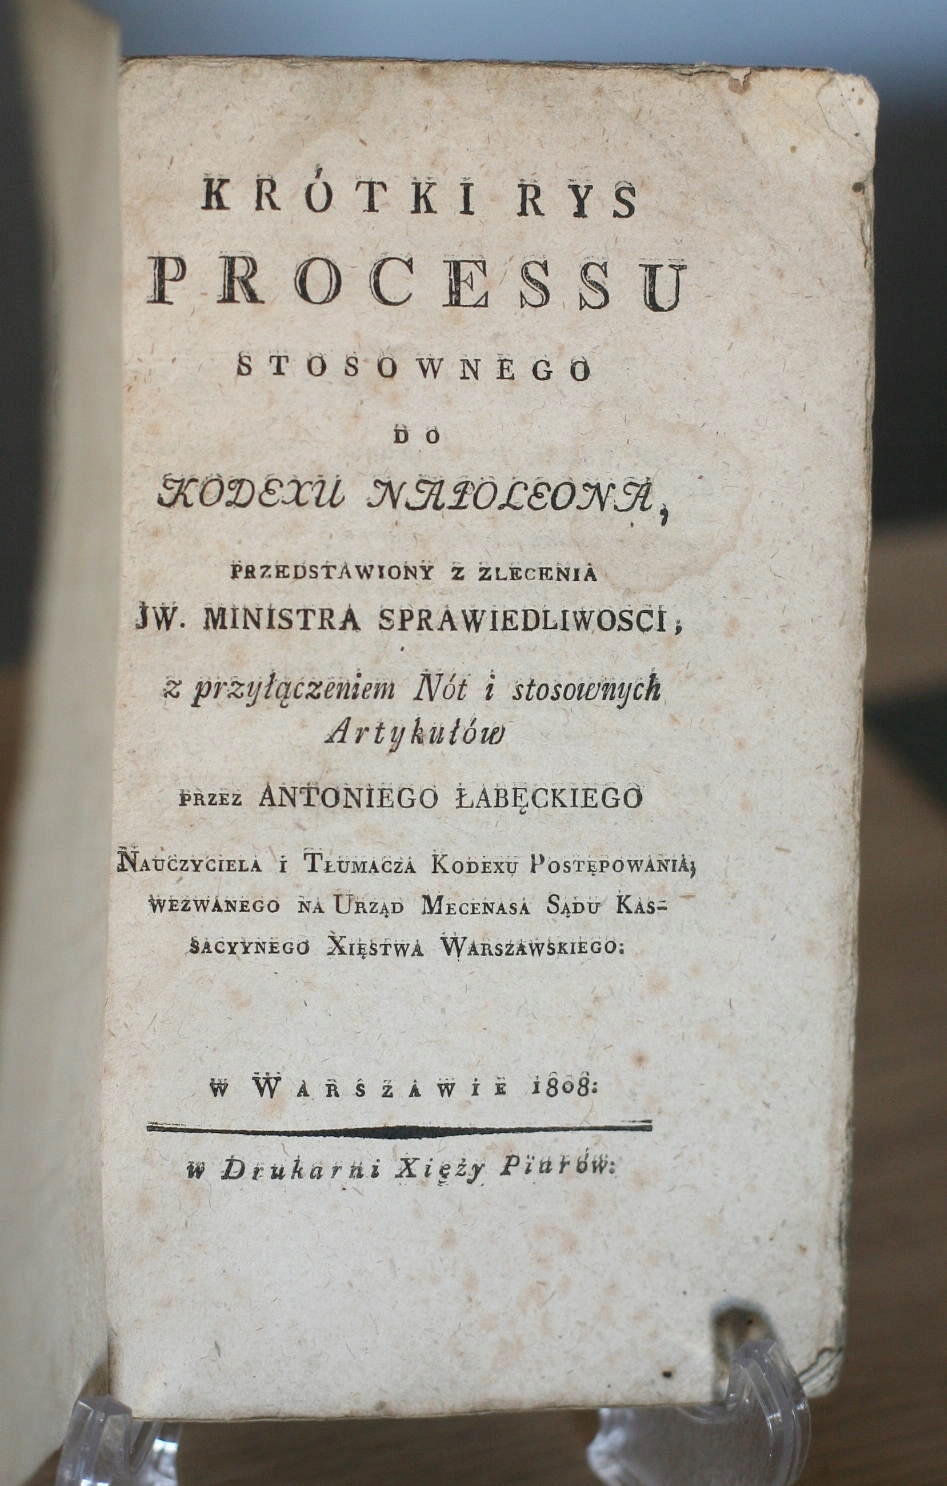 KRÓTKI RYS
PROCESSU
STOSOWNEGO
DO
KODEXU NAPOLEONA,
PRZEDSTAWIONY Z ZLECENIA
JW. MINISTRA SPRAWIEDLIWOSCI;
z przyłączeniem Nót i stosownych
Artykułów
PRZEZ ANTONIEGO ŁABĘCKIEGO
NAUCZYCIELA I TŁUMACZA KODEXU POSTĘPOWANIA;
WEZWANEGO NA URZĄD MECENASA SĄDU KAS=
SACYYNEGO XIĘSTWA WARSZAWSKIEGO:
W WARSZAWIE 1808:
w Drukarni Xięży Piarów: